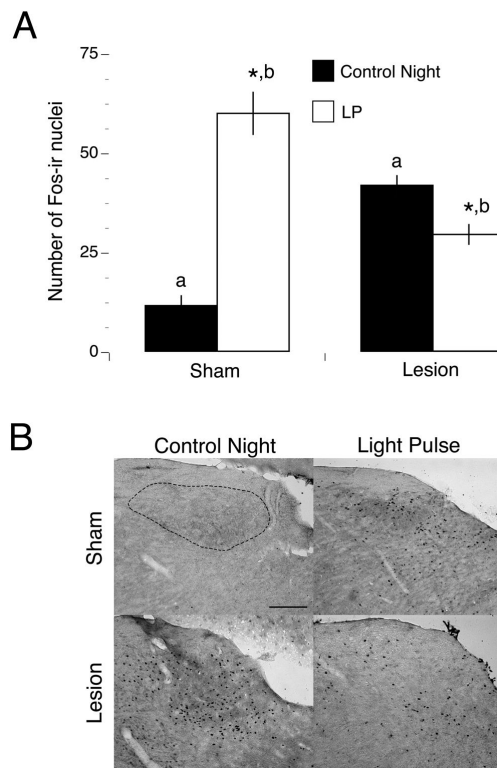 A
75
50
25
0
Number of Fos-ir nuclei
Control Night
LP
a
*,b
a
*,b
Sham
Lesion
B
Control Night
Light Pulse
Sham
Lesion